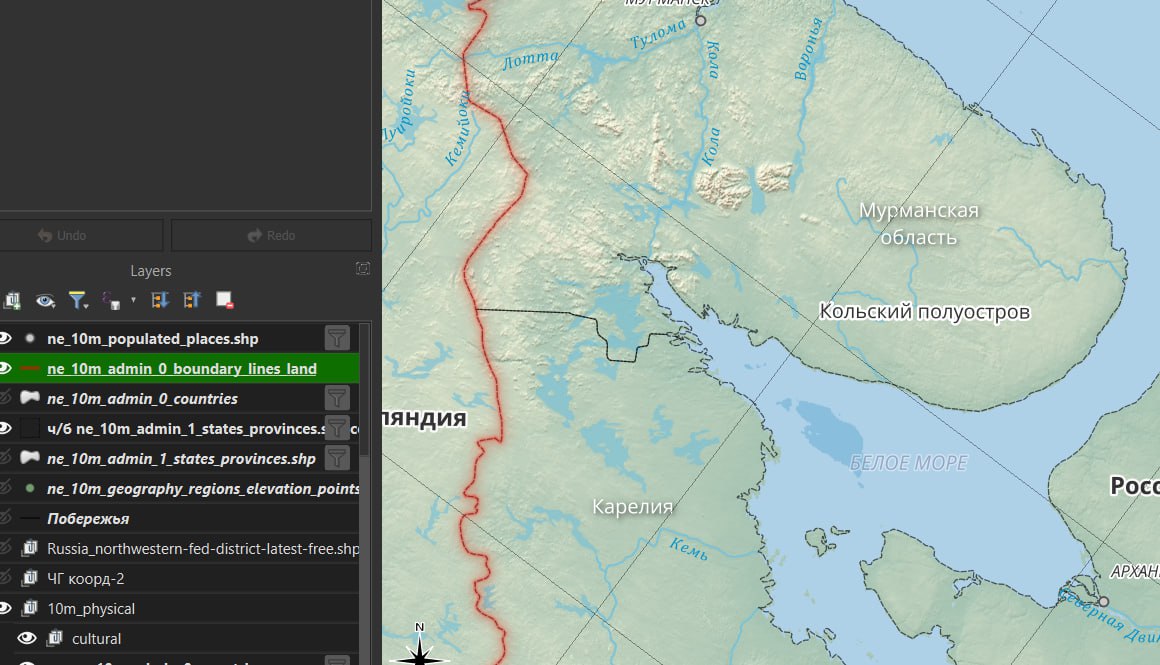 Undo
Redo
Layers
ne_10m_populated_places.shp
ne_10m_admin_0_boundary_lines_land
ne_10m_admin_0_countries
ч/б ne_10m_admin_1_states_provinces.s
ne_10m_admin_1_states_provinces.shp
ne_10m_geography_regions_elevation_points
Побережья
Russia_northwestern-fed-district-latest-free.shp
ЧГ коорд-2
10m_physical
cultural
МУРМАНСК
Тулома
Лотта
Кола
Воронья
Луиройоки
Кемийоки
Кола
Мурманская
область
Кольский полуостров
ляндия
БЕЛОЕ МОРЕ
Росс
Карелия
Кемь
АРХАН
Северная Дви
N